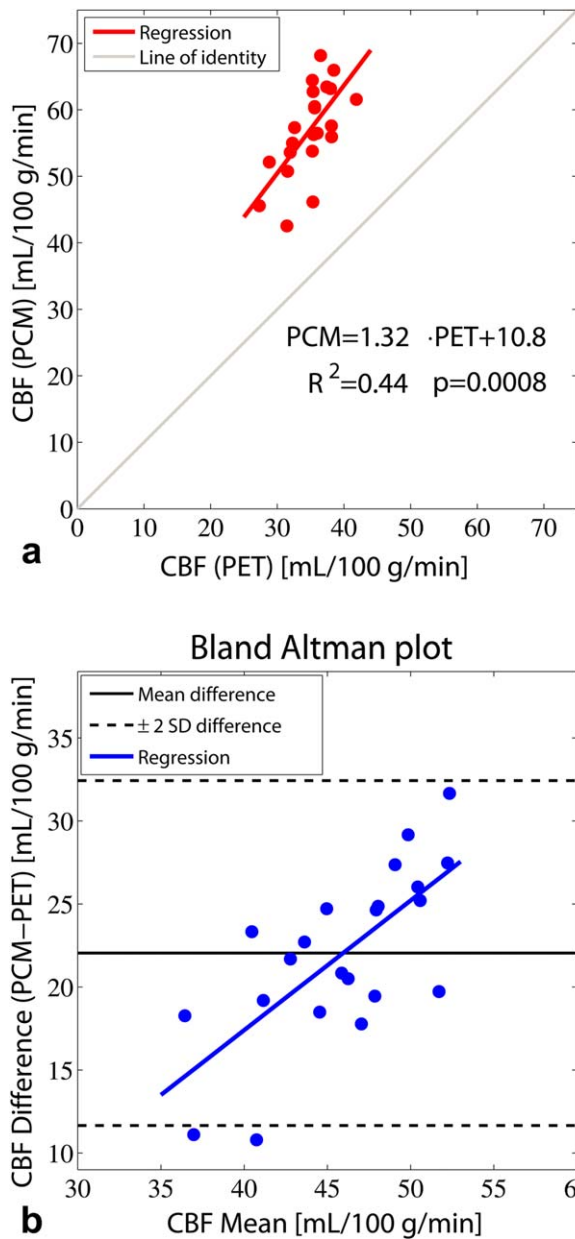 70
60
50
40
30
20
10
0
CBF (PCM) [mL/100 g/min]
Regression
Line of identity
PCM=1.32 ·PET+10.8
R²=0.44 p=0.0008
0 10 20 30 40 50 60 70
CBF (PET) [mL/100 g/min]
a
Bland Altman plot
35
30
25
20
15
10
CBF Difference (PCM−PET) [mL/100 g/min]
Mean difference
± 2 SD difference
Regression
30 35 40 45 50 55 60
CBF Mean [mL/100 g/min]
b